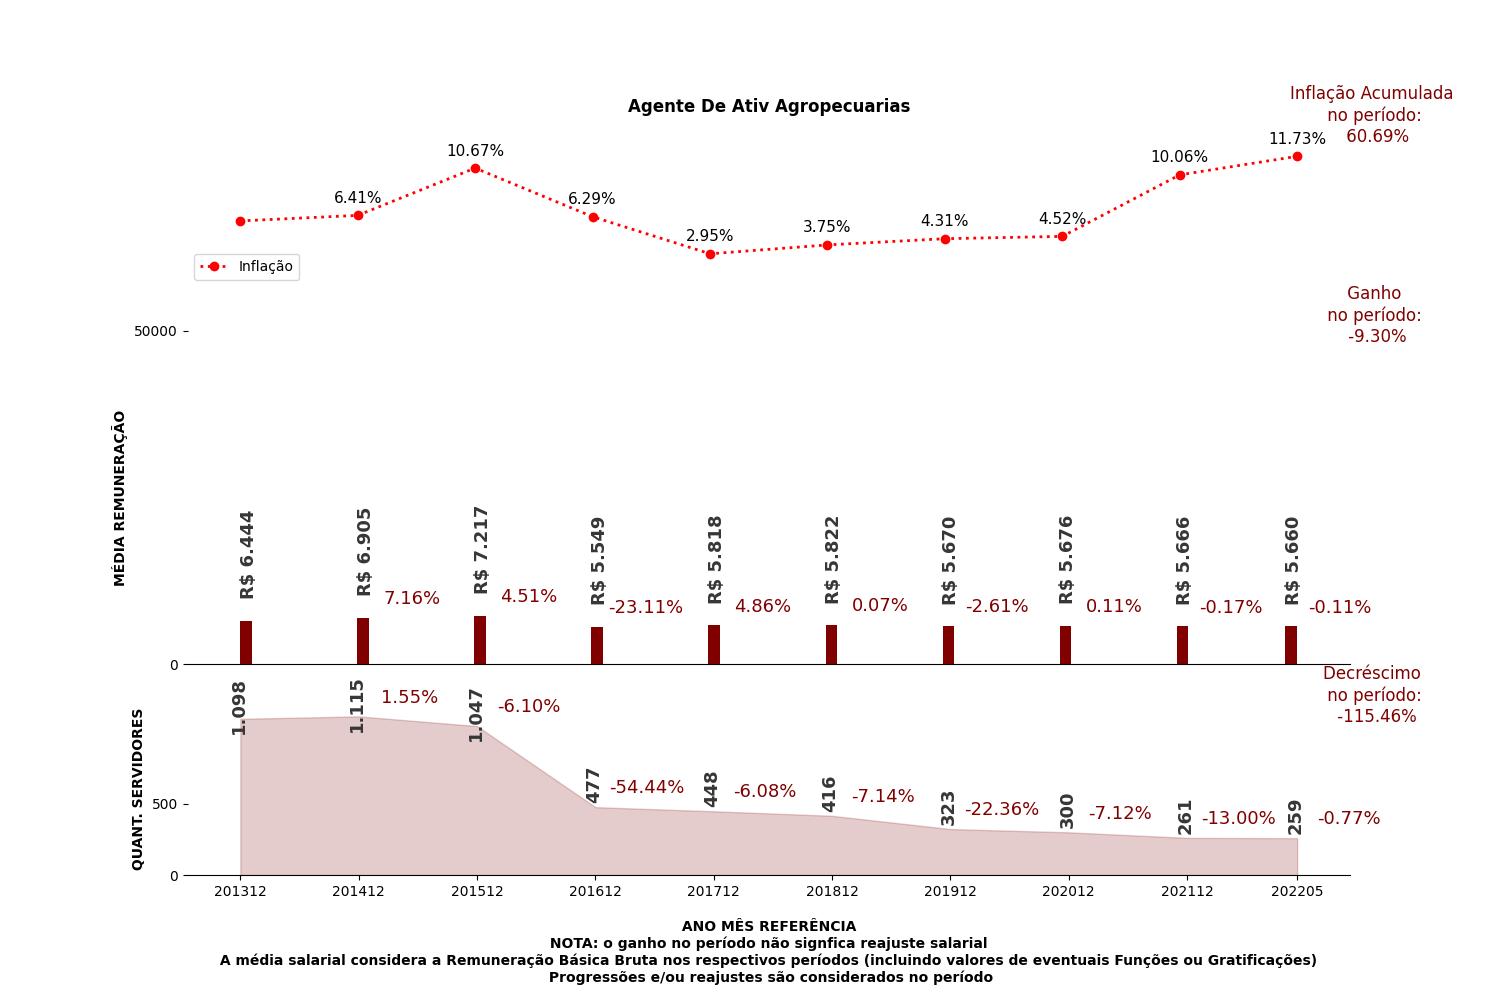 Agente De Ativ Agropecuarias
Inflação Acumulada
no período:
60.69%
6.41%
10.67%
6.29%
2.95%
3.75%
4.31%
4.52%
10.06%
11.73%
Inflação
Ganho
no período:
-9.30%
50000
0
MÉDIA REMUNERAÇÃO
R$ 6.444
R$ 6.905
R$ 7.217
R$ 5.549
R$ 5.818
R$ 5.822
R$ 5.670
R$ 5.676
R$ 5.666
R$ 5.660
7.16%
4.51%
-23.11%
4.86%
0.07%
-2.61%
0.11%
-0.17%
-0.11%
Decréscimo
no período:
-115.46%
QUANT. SERVIDORES
500
0
1.098
1.115
1.047
477
448
416
323
300
261
259
1.55%
-6.10%
-54.44%
-6.08%
-7.14%
-22.36%
-7.12%
-13.00%
-0.77%
201312
201412
201512
201612
201712
201812
201912
202012
202112
202205
ANO MÊS REFERÊNCIA
NOTA: o ganho no período não signfica reajuste salarial
A média salarial considera a Remuneração Básica Bruta nos respectivos períodos (incluindo valores de eventuais Funções ou Gratificações)
Progressões e/ou reajustes são considerados no período